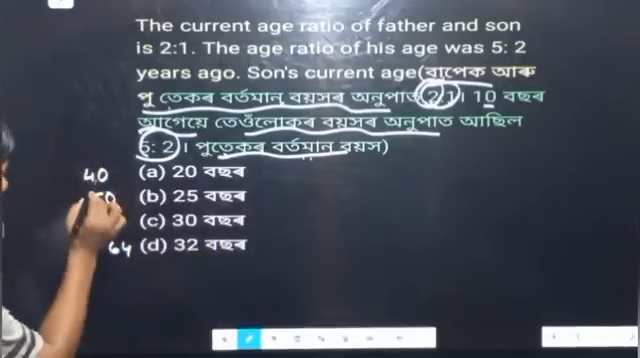 The current age ratio of father and son
is 2:1. The age ratio of his age was 5: 2
years ago. Son's current age(বাপেক আৰু
পু তেকৰ বৰ্তমান বয়সৰ অনুপাত 2:1। 10 বছৰ
আগেয়ে তেওঁলোকৰ বয়সৰ অনুপাত আছিল
5: 2 । পুতেকৰ বৰ্তমান বয়স)
40 (a) 20 বছৰ
50 (b) 25 বছৰ
(c) 30 বছৰ
64 (d) 32 বছৰ